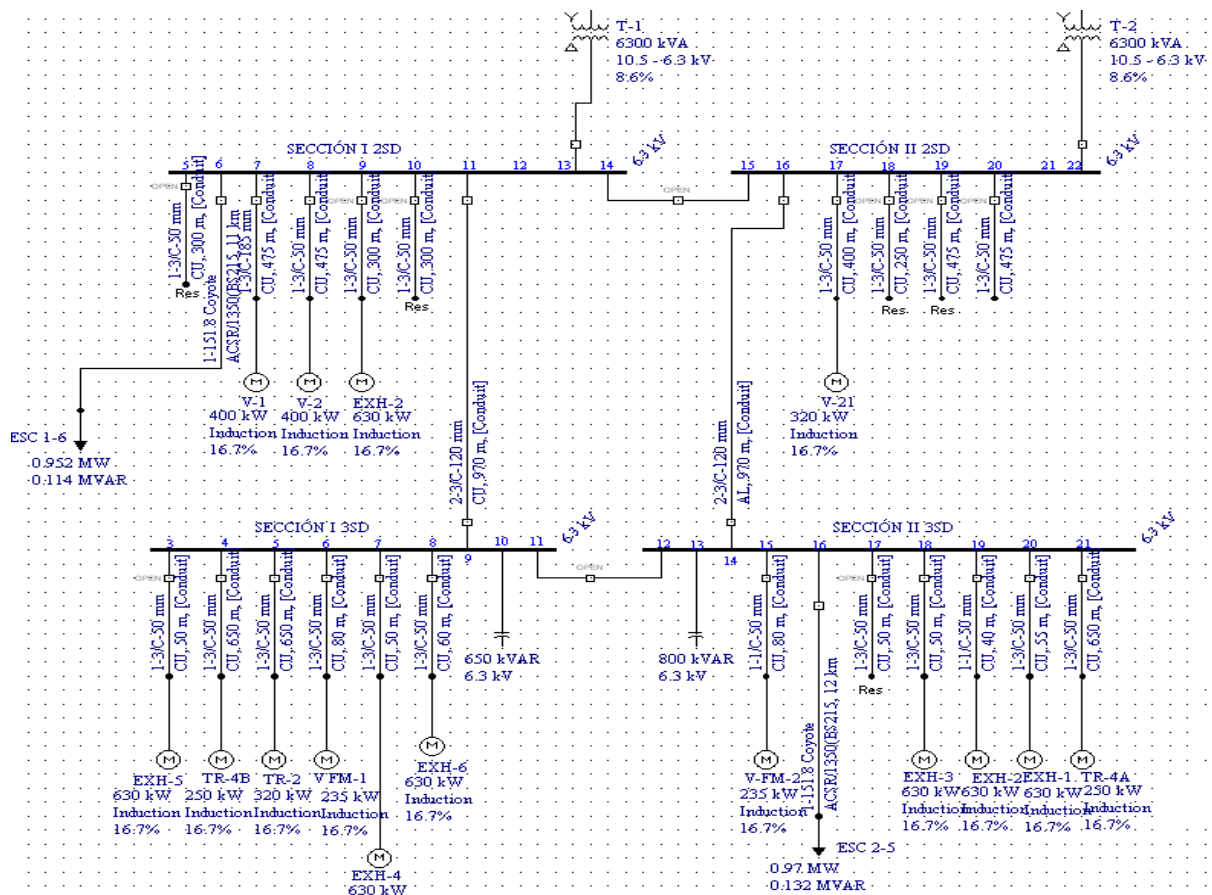 T-1
6300 kVA
10.5 - 6.3 kV
8.6%
T-2
6300 kVA
10.5 - 6.3 kV
8.6%
SECCIÓN I 2SD
6.3 kV
5 6 7 8 9 10 11 12 13 14
SECCIÓN II 2SD
6.3 kV
15 16 17 18 19 20 21 22
OPEN
OPEN
OPEN
OPEN
OPEN
OPEN
1-3/C-50 mm
CU, 300 m, [Conduit]
Res
1-151.8 Coyote
ACSR/1350(BS215, 11 km
1-3/C-185 mm
CU, 475 m, [Conduit]
1-3/C-50 mm
CU, 475 m, [Conduit]
1-3/C-50 mm
CU, 300 m, [Conduit]
1-3/C-50 mm
CU, 300 m, [Conduit]
Res
1-3/C-50 mm
CU, 400 m, [Conduit]
1-3/C-50 mm
CU, 250 m, [Conduit]
Res
1-3/C-50 mm
CU, 475 m, [Conduit]
Res
1-3/C-50 mm
CU, 475 m, [Conduit]
V-1
400 kW
Induction
16.7%
V-2
400 kW
Induction
16.7%
EXH-2
630 kW
Induction
16.7%
V-21
320 kW
Induction
16.7%
ESC 1-6
0.952 MW
0.114 MVAR
2-3/C-120 mm
CU, 970 m, [Conduit]
2-3/C-120 mm
AL, 970 m, [Conduit]
SECCIÓN I 3SD
6.3 kV
3 4 5 6 7 8 9 10 11
SECCIÓN II 3SD
6.3 kV
12 13 14 15 16 17 18 19 20 21
OPEN
OPEN
OPEN
1-3/C-50 mm
CU, 50 m, [Conduit]
1-3/C-50 mm
CU, 650 m, [Conduit]
1-3/C-50 mm
CU, 650 m, [Conduit]
1-3/C-50 mm
CU, 80 m, [Conduit]
1-3/C-50 mm
CU, 50 m, [Conduit]
1-3/C-50 mm
CU, 60 m, [Conduit]
650 kVAR
6.3 kV
800 kVAR
6.3 kV
1-1/C-50 mm
CU, 80 m, [Conduit]
1-151.8 Coyote
ACSR/1350(BS215, 12 km
1-3/C-50 mm
CU, 50 m, [Conduit]
Res
1-3/C-50 mm
CU, 50 m, [Conduit]
1-1/C-50 mm
CU, 40 m, [Conduit]
1-3/C-50 mm
CU, 55 m, [Conduit]
1-3/C-50 mm
CU, 650 m, [Conduit]
EXH-5
630 kW
Induction
16.7%
TR-4B
250 kW
Induction
16.7%
TR-2
320 kW
Induction
16.7%
V FM-1
235 kW
Induction
16.7%
EXH-4
630 kW
EXH-6
630 kW
Induction
16.7%
V-FM-2
235 kW
Induction
16.7%
ESC 2-5
0.97 MW
0.132 MVAR
EXH-3
630 kW
Induction
16.7%
EXH-2
630 kW
Induction
16.7%
EXH-1
630 kW
Induction
16.7%
TR-4A
250 kW
Induction
16.7%